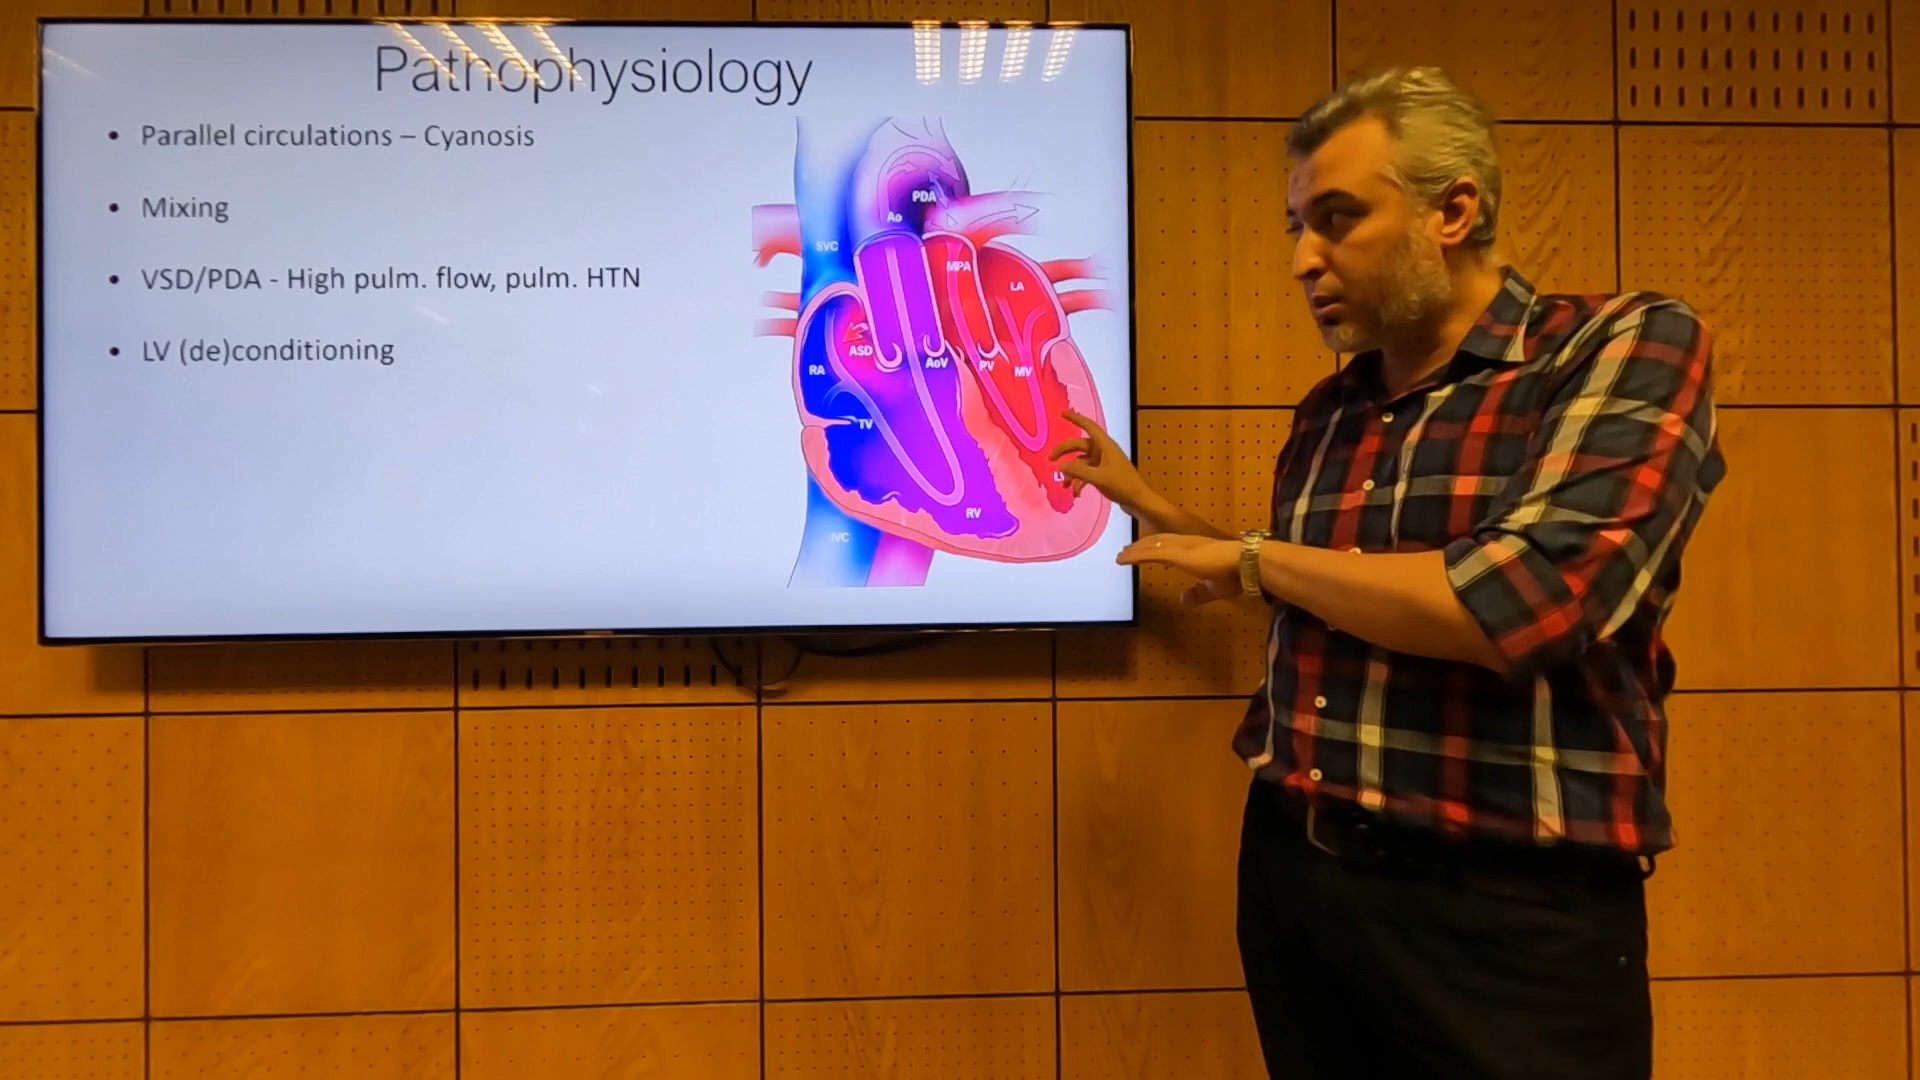 Pathophysiology
• Parallel circulations – Cyanosis
• Mixing
• VSD/PDA - High pulm. flow, pulm. HTN
• LV (de)conditioning
PDA
Ao
SVC
MPA
LA
ASD
AoV
PV
MV
RA
TV
LV
RV
IVC